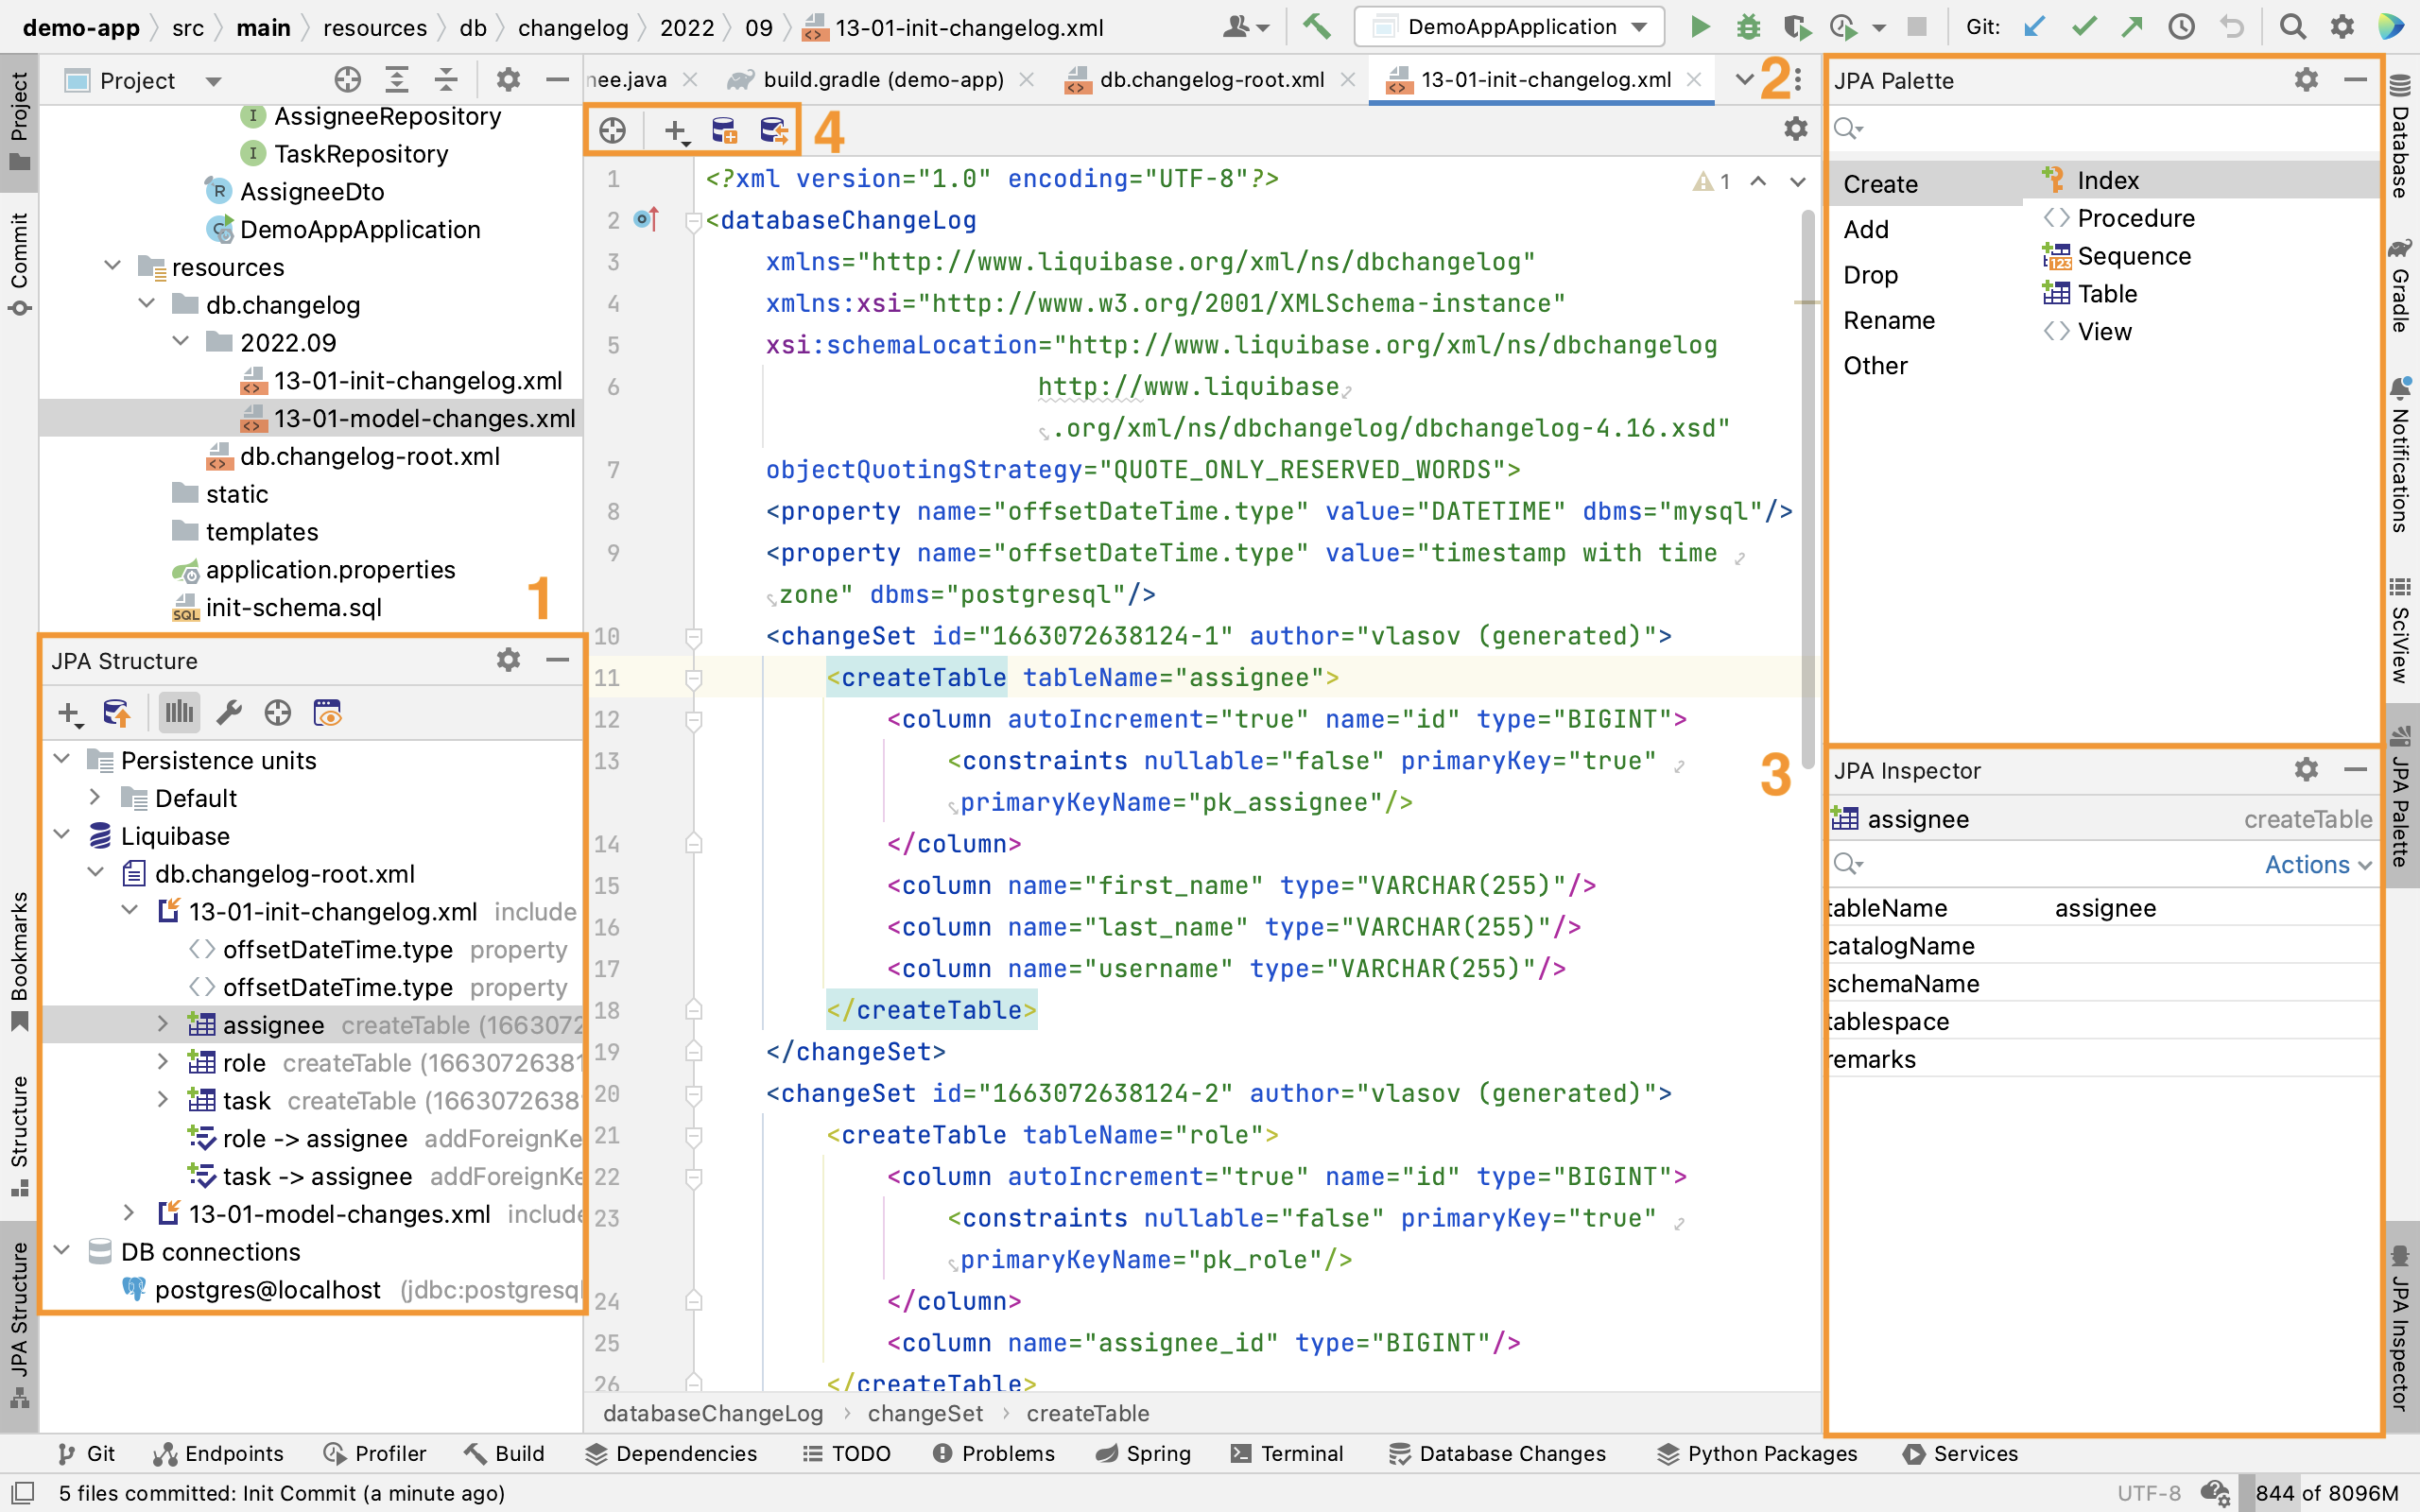 demo-app src main resources db changelog 2022 09 13-01-init-changelog.xml DemoAppApplication Git:
Project
nee.java build.gradle (demo-app) db.changelog-root.xml 13-01-init-changelog.xml 2
4
AssigneeRepository
TaskRepository
AssigneeDto
DemoAppApplication
resources
db.changelog
2022.09
13-01-init-changelog.xml
13-01-model-changes.xml
db.changelog-root.xml
static
templates
application.properties
SQL init-schema.sql
1
JPA Structure
Persistence units
Default
Liquibase
db.changelog-root.xml
13-01-init-changelog.xml include
offsetDateTime.type property
offsetDateTime.type property
assignee createTable (1663072
role createTable (16630726381
task createTable (1663072638
role -> assignee addForeignKe
task -> assignee addForeignKe
13-01-model-changes.xml include
DB connections
postgres@localhost (jdbc:postgresql
1 <?xml version="1.0" encoding="UTF-8"?> 1
2 <databaseChangeLog
3 xmlns="http://www.liquibase.org/xml/ns/dbchangelog"
4 xmlns:xsi="http://www.w3.org/2001/XMLSchema-instance"
5 xsi:schemaLocation="http://www.liquibase.org/xml/ns/dbchangelog
6 http://www.liquibase
.org/xml/ns/dbchangelog/dbchangelog-4.16.xsd"
7 objectQuotingStrategy="QUOTE_ONLY_RESERVED_WORDS">
8 <property name="offsetDateTime.type" value="DATETIME" dbms="mysql"/>
9 <property name="offsetDateTime.type" value="timestamp with time
zone" dbms="postgresql"/>
10 <changeSet id="1663072638124-1" author="vlasov (generated)">
11 <createTable tableName="assignee">
12 <column autoIncrement="true" name="id" type="BIGINT">
13 <constraints nullable="false" primaryKey="true"
primaryKeyName="pk_assignee"/>
14 </column>
15 <column name="first_name" type="VARCHAR(255)"/>
16 <column name="last_name" type="VARCHAR(255)"/>
17 <column name="username" type="VARCHAR(255)"/>
18 </createTable>
19 </changeSet>
20 <changeSet id="1663072638124-2" author="vlasov (generated)">
21 <createTable tableName="role">
22 <column autoIncrement="true" name="id" type="BIGINT">
23 <constraints nullable="false" primaryKey="true"
primaryKeyName="pk_role"/>
24 </column>
25 <column name="assignee_id" type="BIGINT"/>
26 </createTable>
databaseChangeLog changeSet createTable
3
JPA Palette
Create
Add
Drop
Rename
Other
Index
Procedure
123 Sequence
Table
View
JPA Inspector
assignee createTable
Actions
tableName assignee
catalogName
schemaName
tablespace
remarks
Project
Commit
Bookmarks
Structure
JPA Structure
Database
Gradle
Notifications
SciView
JPA Palette
JPA Inspector
Git Endpoints Profiler Build Dependencies TODO Problems Spring Terminal Database Changes Python Packages Services
5 files committed: Init Commit (a minute ago) UTF-8 844 of 8096M